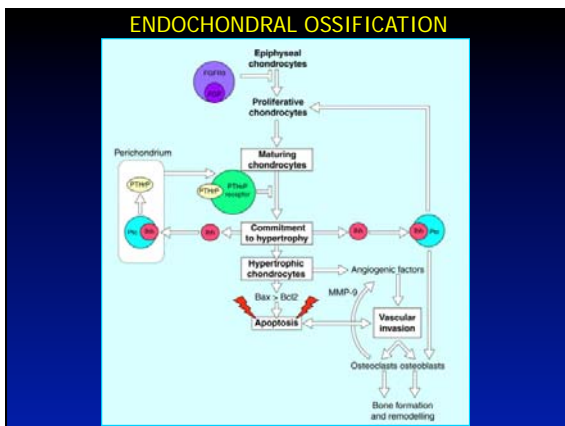 ENDOCHONDRAL OSSIFICATION
Epiphyseal
chondrocytes
FGFR3
FGF
Proliferative
chondrocytes
Perichondrium
Maturing
chondrocytes
PTHrP
PTHrP
PTHrP
receptor
Ptc
Ihh
Ihh
Commitment
to hypertrophy
Ihh
Ihh
Ptc
Hypertrophic
chondrocytes
Angiogenic factors
Bax > Bcl2
MMP-9
Apoptosis
Vascular
invasion
Osteoclasts osteoblasts
Bone formation
and remodelling